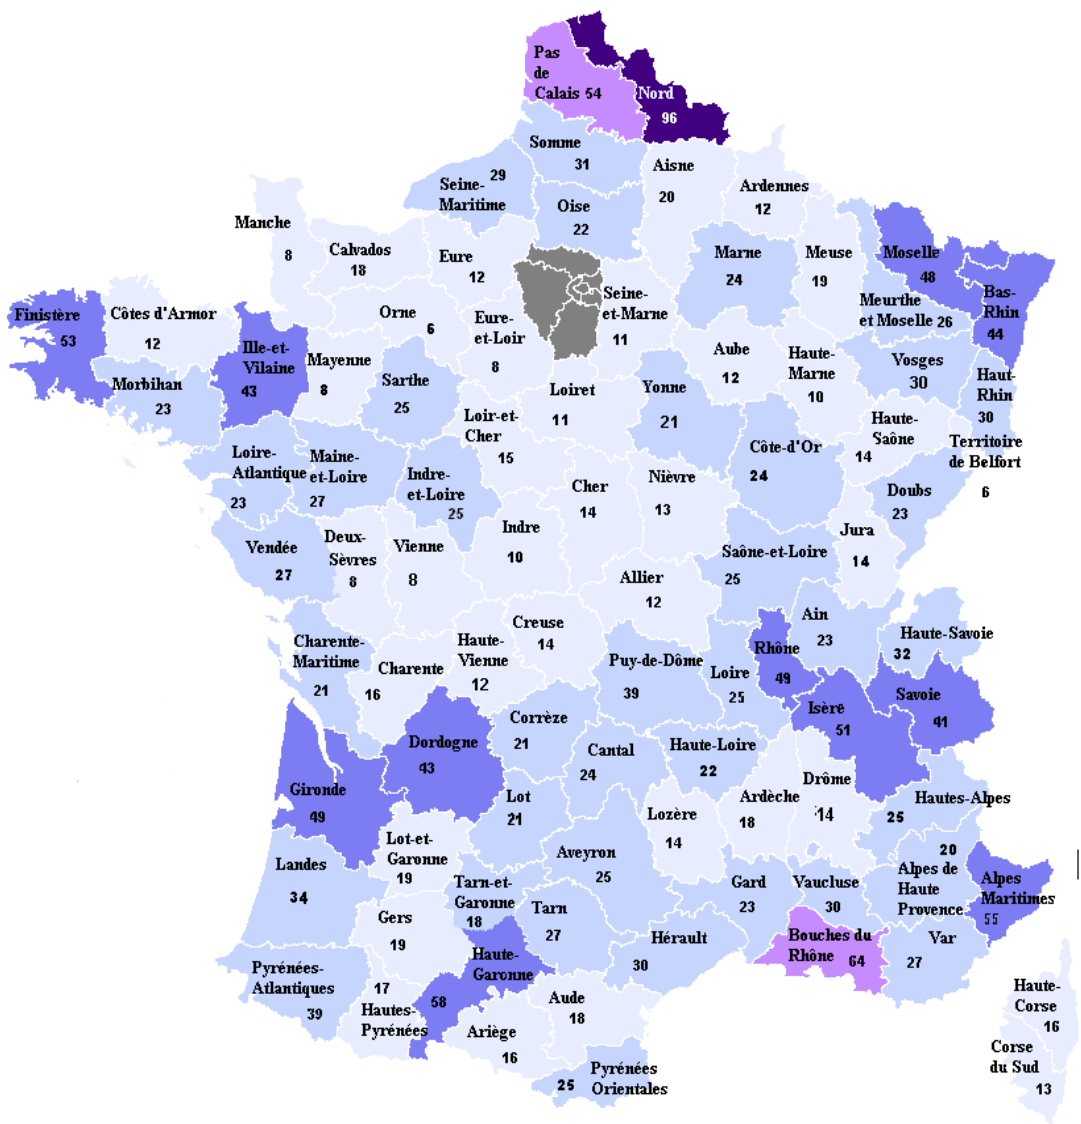 Pas
de
Calais 54
Nord
96
Somme
31
29
Seine-
Maritime
Oise
22
Aisne
20
Ardennes
12
Manche
8
Calvados
18
Eure
12
Marne
24
Meuse
19
Moselle
48
Meurthe
et Moselle 26
Bas-
Rhin
44
Seine-
et-Marne
11
Finistère
53
Côtes d'Armor
12
Ille-et-
Vilaine
43
Morbihan
23
Mayenne
8
Orne
6
Eure-
et-Loir
8
Sarthe
25
Loiret
11
Yonne
21
Aube
12
Haute-
Marne
10
Vosges
30
Haut-
Rhin
30
Haute-
Saône
14
Territoire
de Belfort
6
Loir-et-
Cher
15
Loire-
Atlantique
23
Maine-
et-Loire
27
Indre-
et-Loire
25
Cher
14
Nièvre
13
Côte-d'Or
24
Doubs
23
Jura
14
Vendée
27
Deux-
Sèvres
8
Vienne
8
Indre
10
Allier
12
Saône-et-Loire
25
Ain
23
Haute-Savoie
32
Charente-
Maritime
21
Charente
16
Haute-
Vienne
12
Creuse
14
Puy-de-Dôme
39
Loire
25
Rhône
49
Isère
51
Savoie
41
Gironde
49
Dordogne
43
Corrèze
21
Cantal
24
Haute-Loire
22
Ardèche
18
Drôme
14
Hautes-Alpes
25
Lot
21
Lozère
14
Lot-et-
Garonne
19
Landes
34
Tarn-et-
Garonne
18
Aveyron
25
Gard
23
Vaucluse
30
20
Alpes de
Haute
Provence
Alpes
Maritimes
55
Gers
19
Tarn
27
Hérault
30
Bouches du
Rhône 64
Var
27
Pyrénées-
Atlantiques
39
17
Hautes-
Pyrénées
Haute-
Garonne
58
Ariège
16
Aude
18
Pyrénées
Orientales
25
Haute-
Corse
16
Corse
du Sud
13